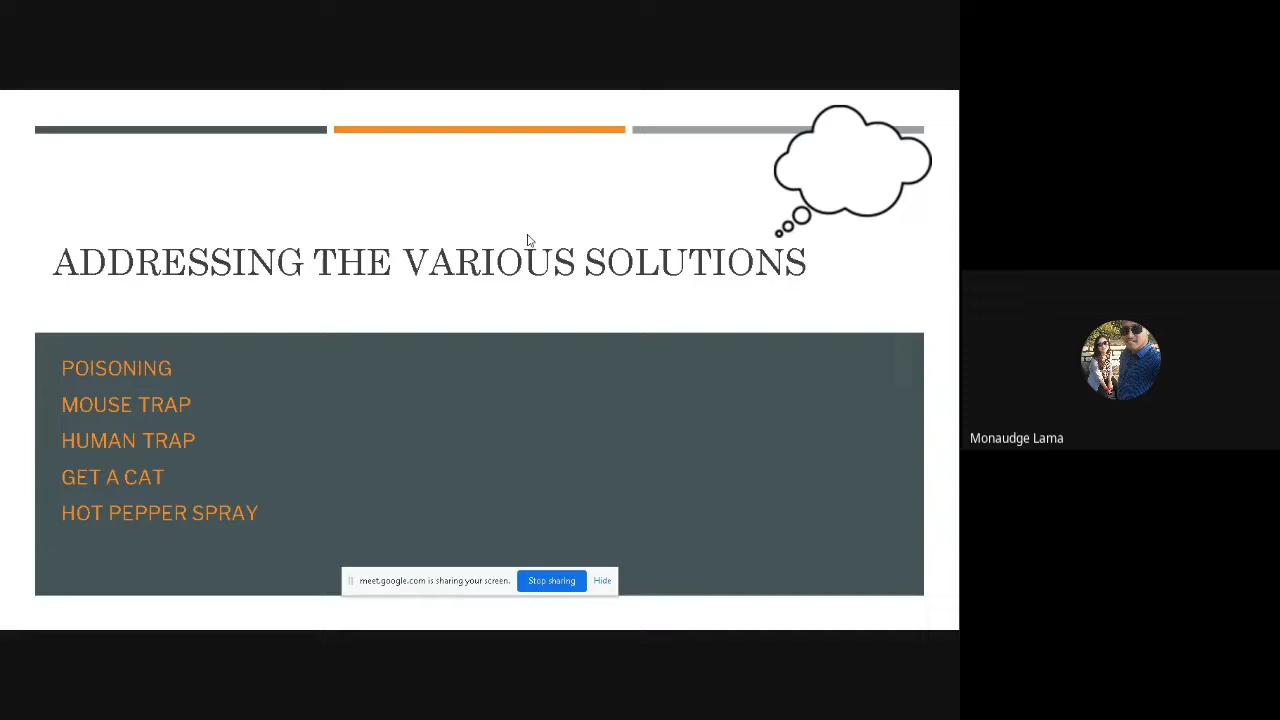 ADDRESSING THE VARIOUS SOLUTIONS
POISONING
MOUSE TRAP
HUMAN TRAP
GET A CAT
HOT PEPPER SPRAY
meet.google.com is sharing your screen. Stop sharing Hide
Monaudge Lama